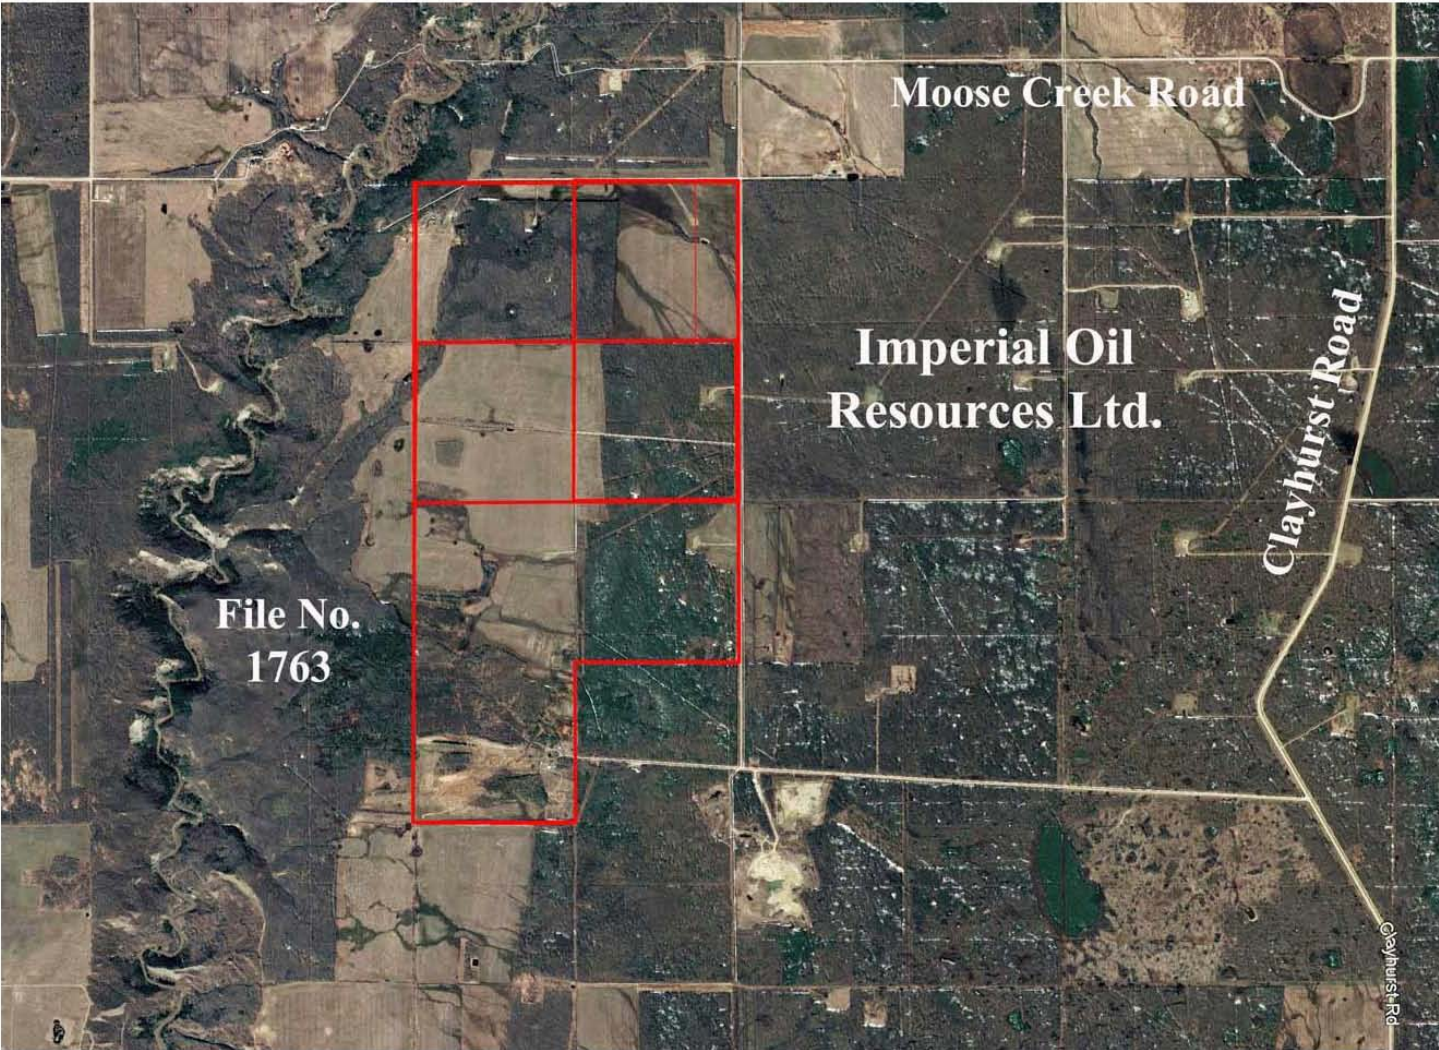 Moose Creek Road
Imperial Oil
Resources Ltd.
Clayhurst Road
File No.
1763
Clayhurst Rd